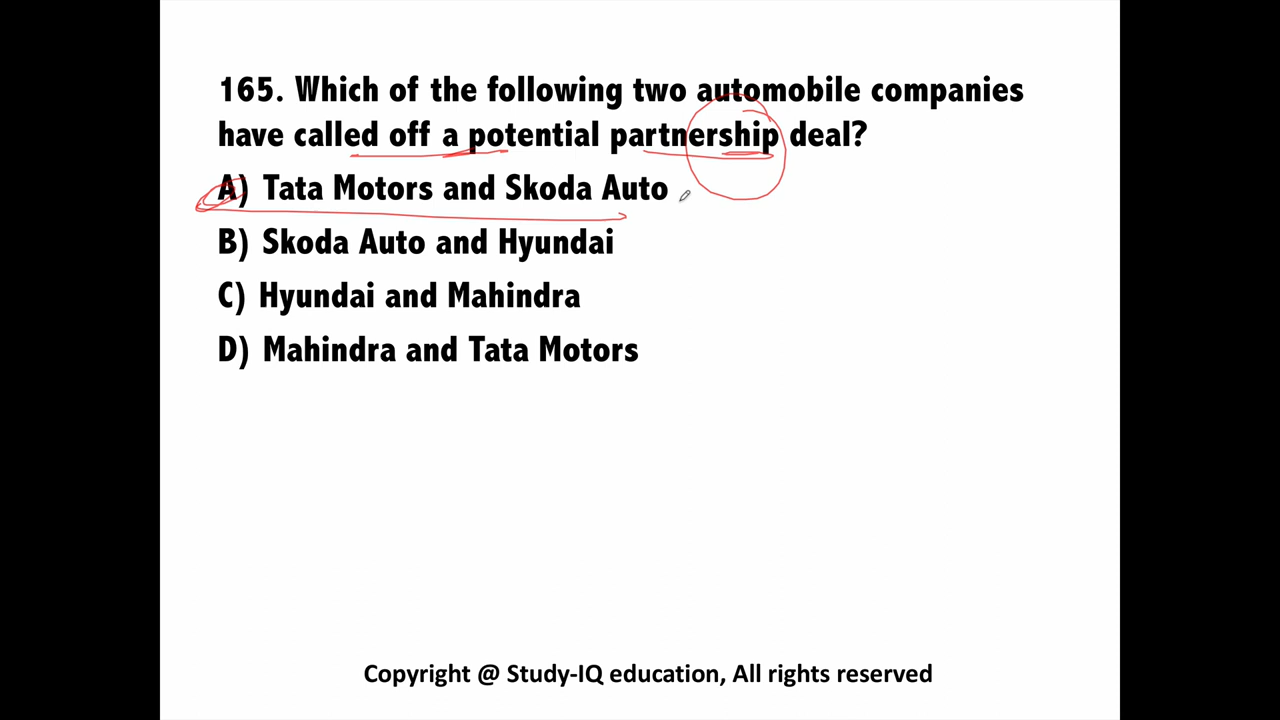 165. Which of the following two automobile companies
have called off a potential partnership deal?
A) Tata Motors and Skoda Auto
B) Skoda Auto and Hyundai
C) Hyundai and Mahindra
D) Mahindra and Tata Motors
Copyright @ Study-IQ education, All rights reserved